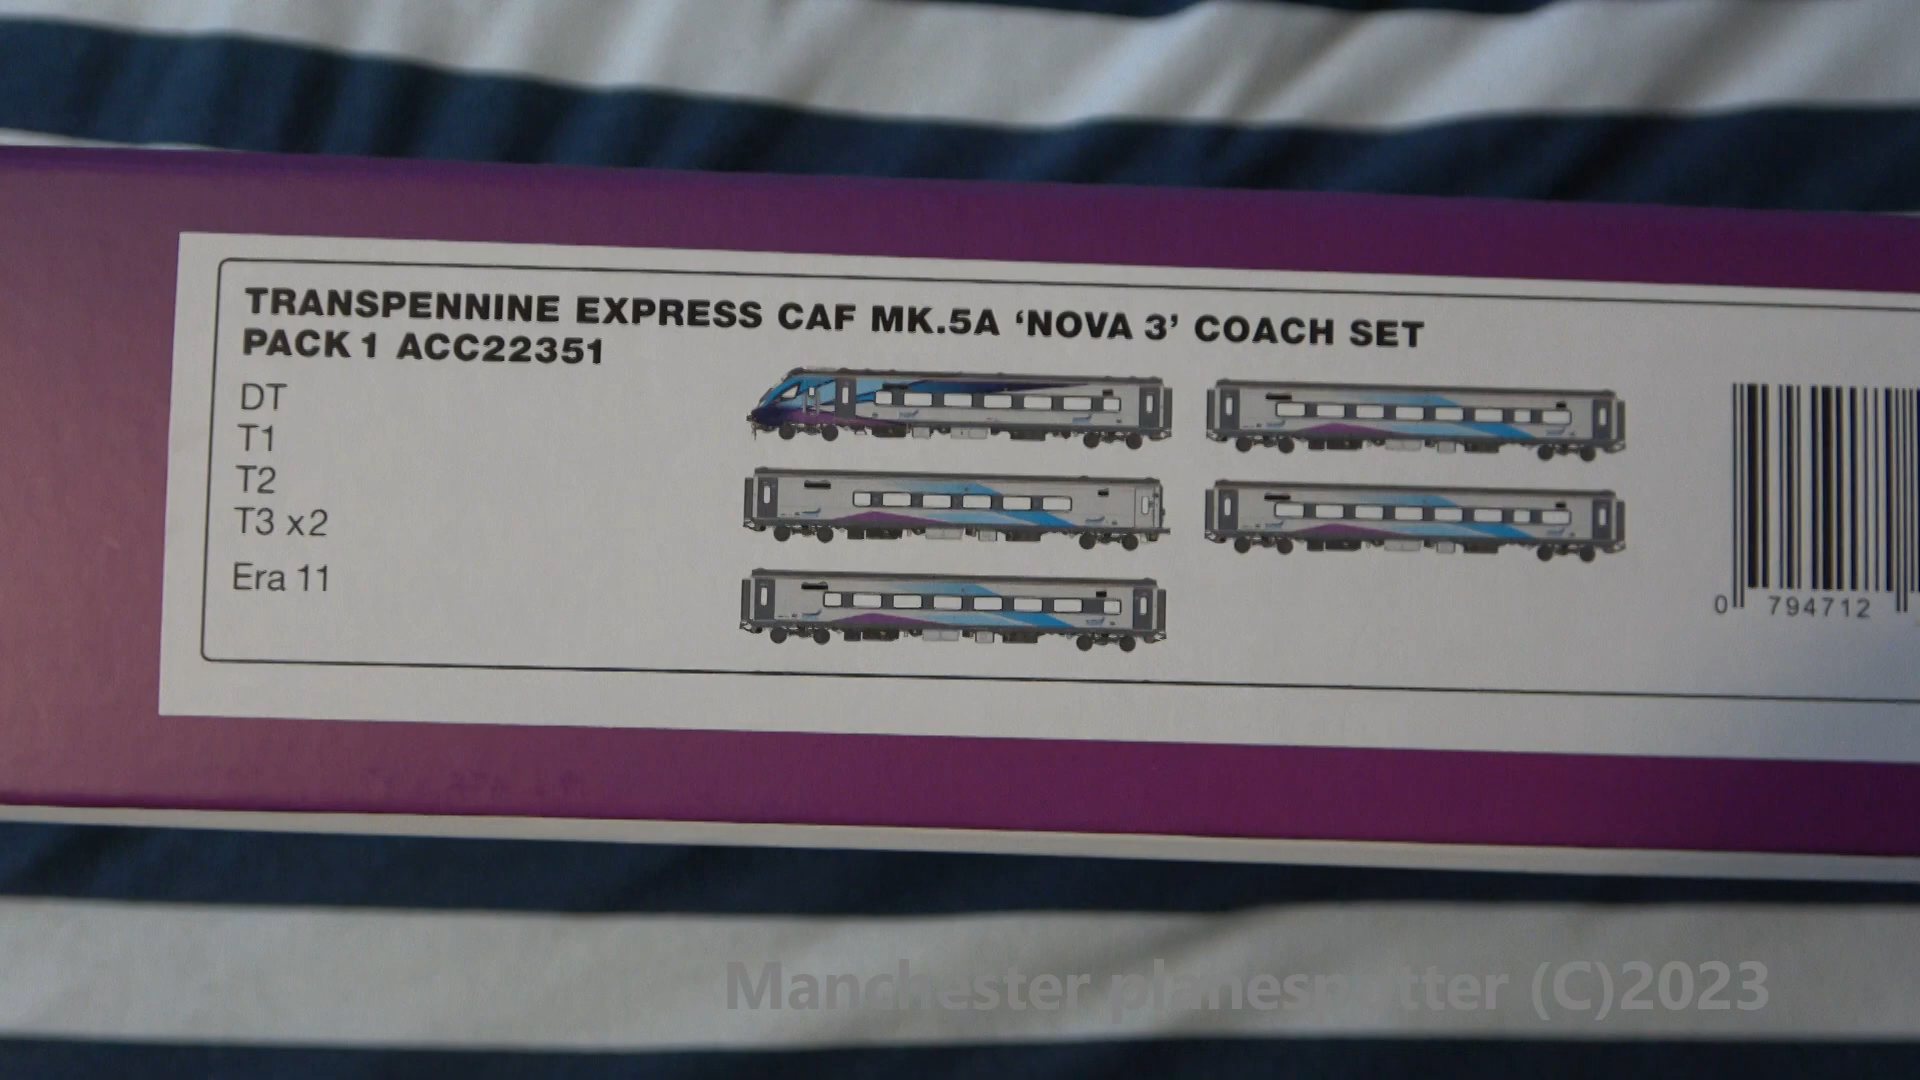 TRANSPENNINE EXPRESS CAF MK.5A ‘NOVA 3’ COACH SET
PACK 1 ACC22351
DT
T1
T2
T3 x2
Era 11
0 794712
Manchester planespotter (C)2023